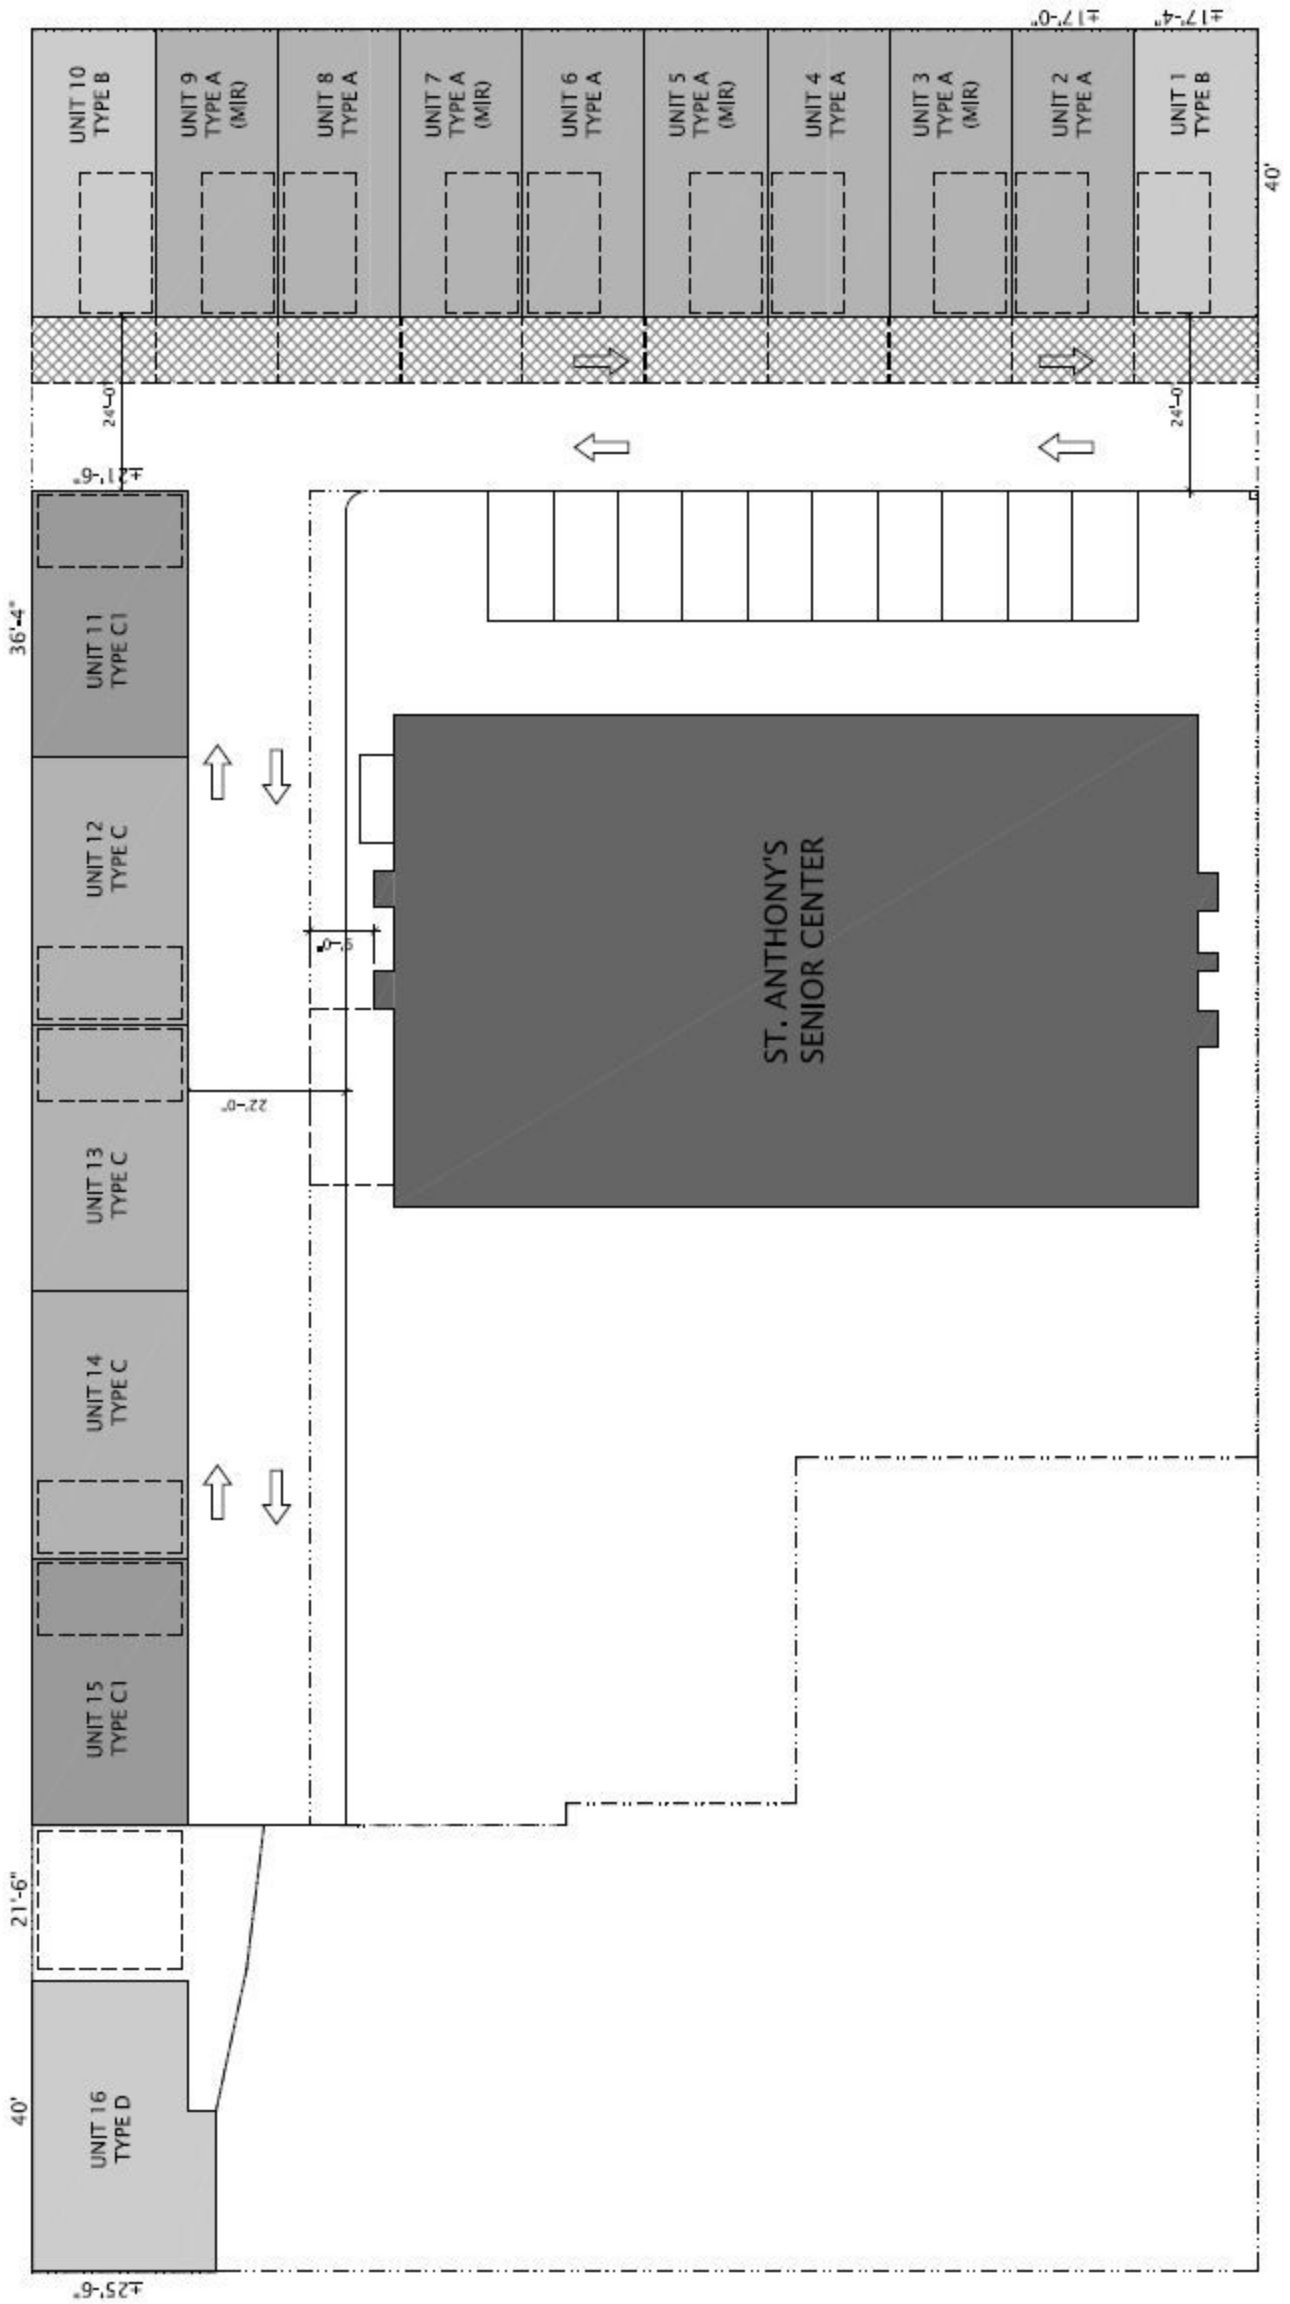 ±17'-0"
±17'-4"
UNIT 10
TYPE B
UNIT 9
TYPE A
(MIR)
UNIT 8
TYPE A
UNIT 7
TYPE A
(MIR)
UNIT 6
TYPE A
UNIT 5
TYPE A
(MIR)
UNIT 4
TYPE A
UNIT 3
TYPE A
(MIR)
UNIT 2
TYPE A
UNIT 1
TYPE B
40'
24'-0
24'-0
±21'-6"
36'-4"
UNIT 11
TYPE C1
UNIT 12
TYPE C
9'-0"
22'-0"
ST. ANTHONY'S
SENIOR CENTER
UNIT 13
TYPE C
UNIT 14
TYPE C
UNIT 15
TYPE C1
21'-6"
40'
UNIT 16
TYPE D
±25'-6"